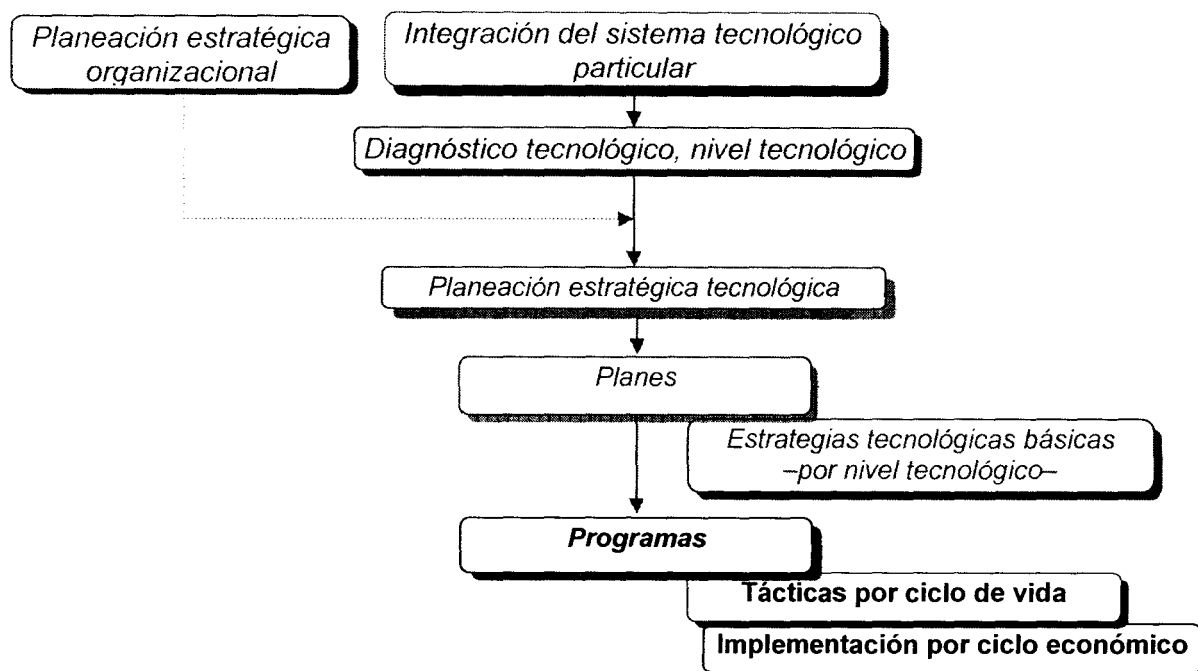 Planeación estratégica
organizacional
Integración del sistema tecnológico
particular
Diagnóstico tecnológico, nivel tecnológico
Planeación estratégica tecnológica
Planes
Estrategias tecnológicas básicas
–por nivel tecnológico–
Programas
Tácticas por ciclo de vida
Implementación por ciclo económico